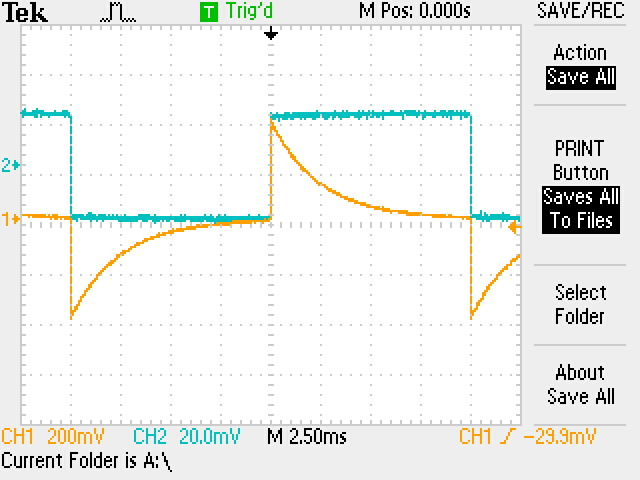 Tek T Trig'd M Pos: 0.000s SAVE/REC
Action
Save All
PRINT
Button
Saves All
To Files
Select
Folder
About
Save All
2
1
CH1 200mV CH2 20.0mV M 2.50ms CH1 -29.9mV
Current Folder is A:\